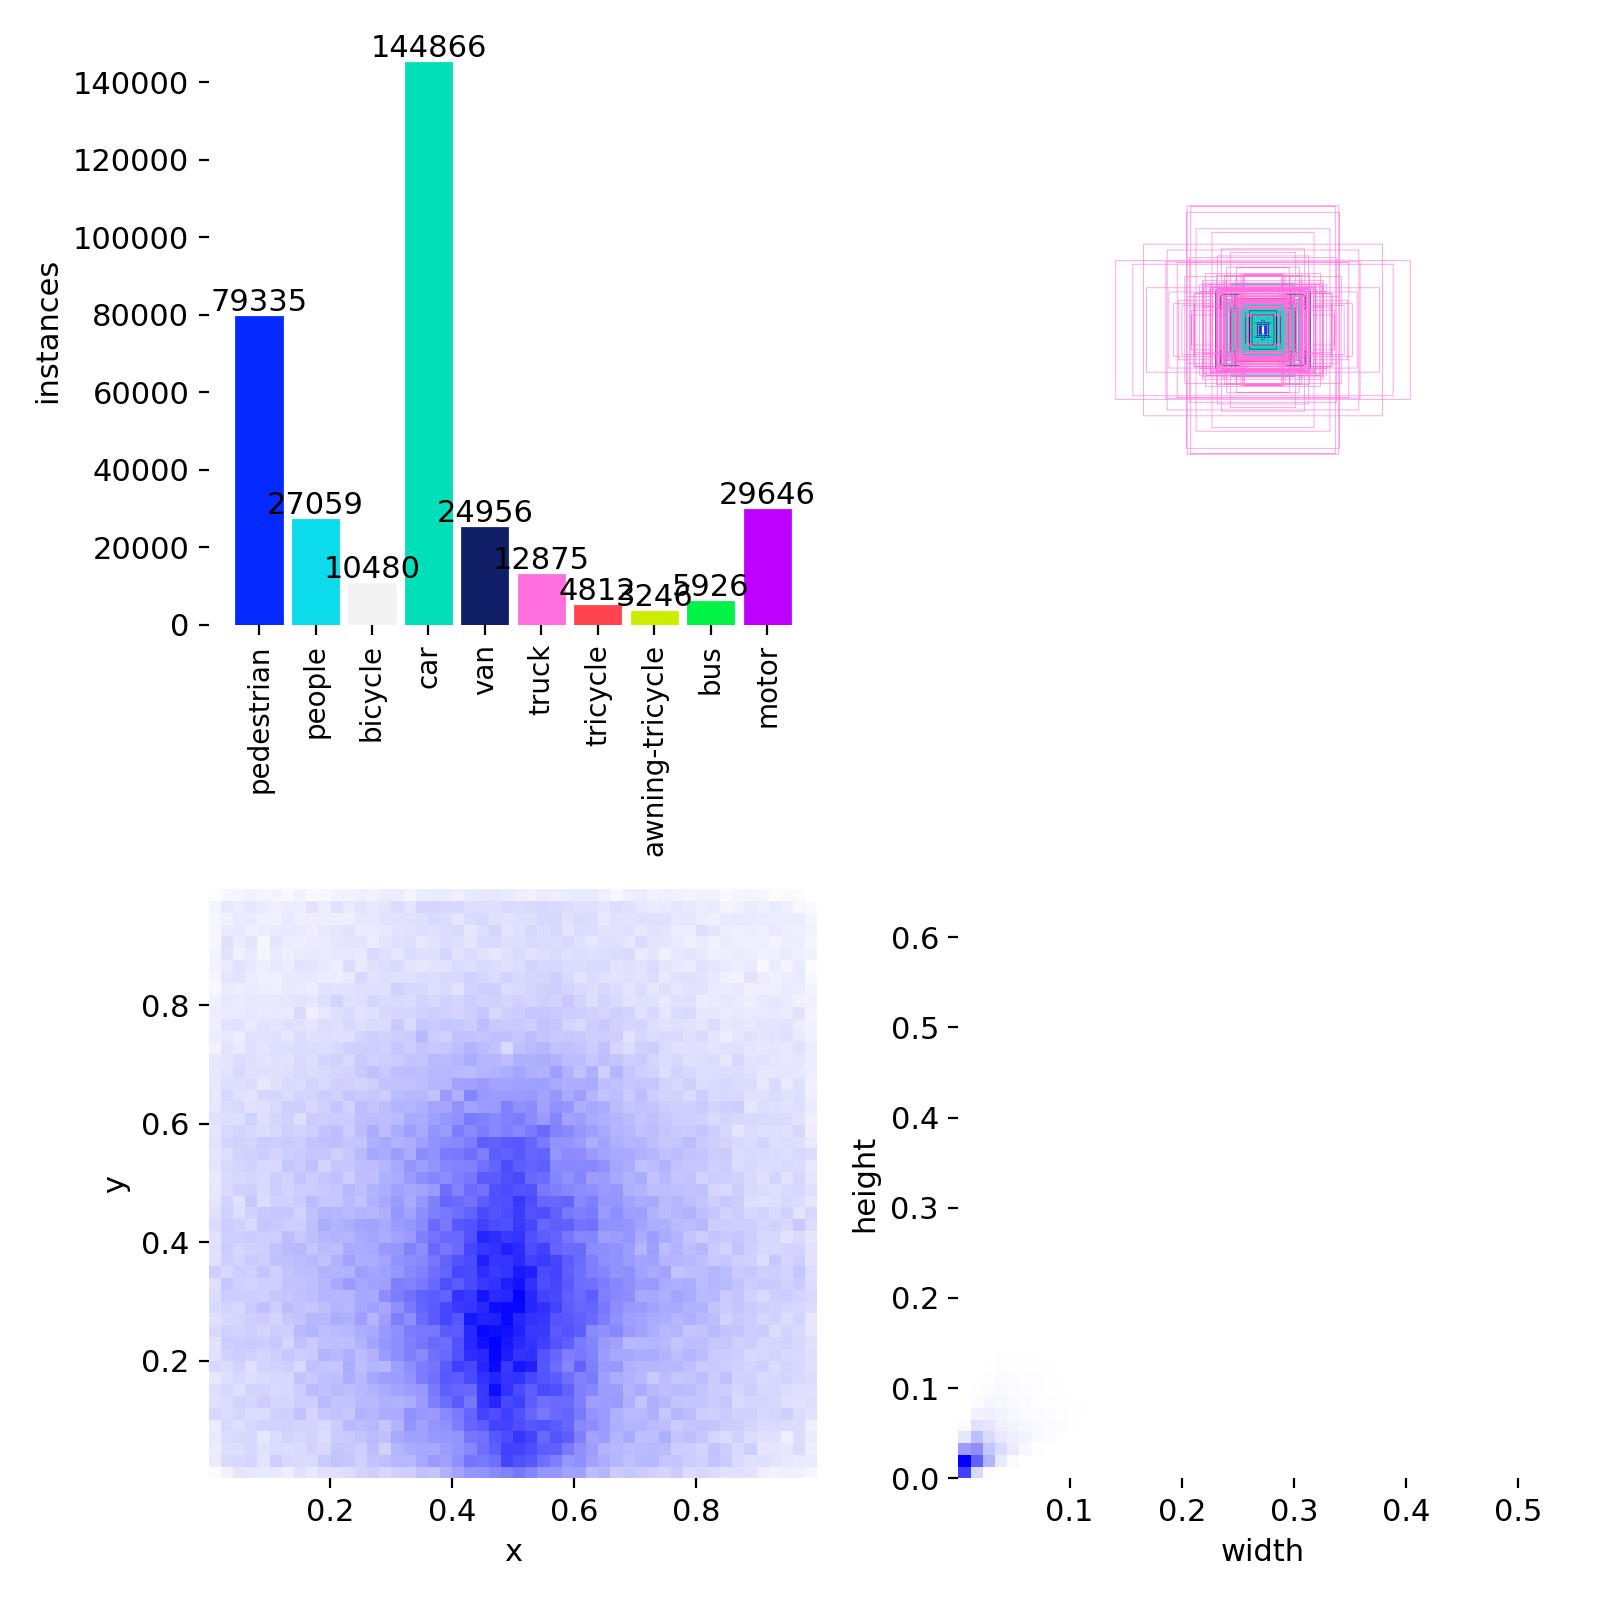 144866
140000
120000
100000
80000
60000
40000
20000
0
instances
79335
27059
10480
24956
12875
4812
3246
5926
29646
pedestrian
people
bicycle
car
van
truck
tricycle
awning-tricycle
bus
motor
0.8
0.6
0.4
0.2
y
0.2 0.4 0.6 0.8
x
0.6
0.5
0.4
0.3
0.2
0.1
0.0
height
0.1 0.2 0.3 0.4 0.5
width